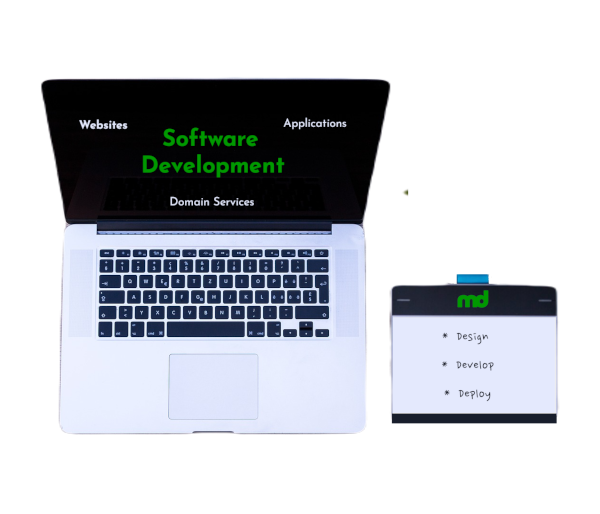 Websites
Applications
Software
Development
Domain Services
md
* Design
* Develop
* Deploy